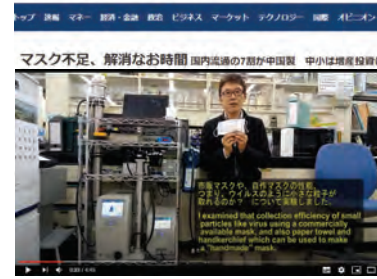 トップ 速報 マネー 経済・金融 政治 ビジネス マーケット テクノロジー 国際 オピニオン
マスク不足、解消なお時間 国内流通の7割が中国製 中小は増産投資に
市販マスクや、自作マスクの性能、
つまり、ウイルスのように小さな粒子が
取れるのか？ について実験しました。
I examined that collection efficiency of small
particles like virus using a commercially
available mask, and also paper towel and
handkerchief which can be used to make
a "handmade" mask.